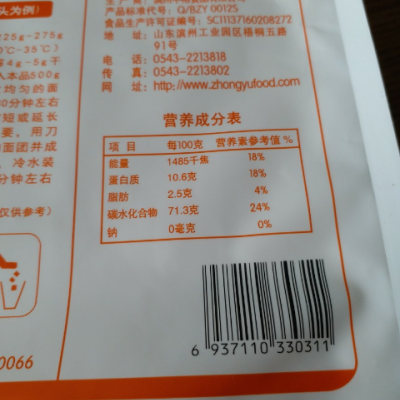 头为例)
225g-275g
0℃-35℃)
4g-5g干
入本品500g
均匀的面
0分钟左右
短或延长
要，用刀
面团并成
，冷水装
分钟左右
仅供参考)
0066
产品标准代号: Q/BZY 0012S
食品生产许可证编号: SC11137160208272
地 址: 山东滨州工业园区梧桐五路
91号
电 话: 0543-2213818
传 真: 0543-2213802
网 址: http://www.zhongyufood.com
营养成分表
项 目 每100克 营养素参考值 %
能量 1485千焦 18%
蛋白质 10.6克 18%
脂肪 2.5克 4%
碳水化合物 71.3克 24%
钠 0毫克 0%
6 937110 330311